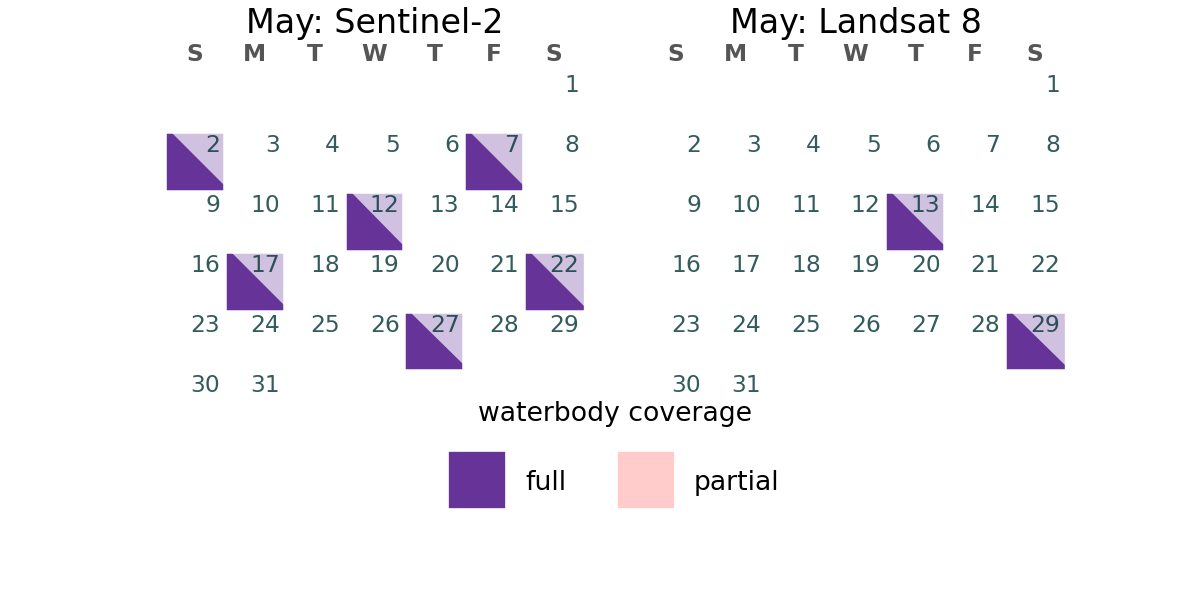 May: Sentinel-2
S M T W T F S
1
2 3 4 5 6 7 8
9 10 11 12 13 14 15
16 17 18 19 20 21 22
23 24 25 26 27 28 29
30 31
May: Landsat 8
S M T W T F S
1
2 3 4 5 6 7 8
9 10 11 12 13 14 15
16 17 18 19 20 21 22
23 24 25 26 27 28 29
30 31
waterbody coverage
full partial